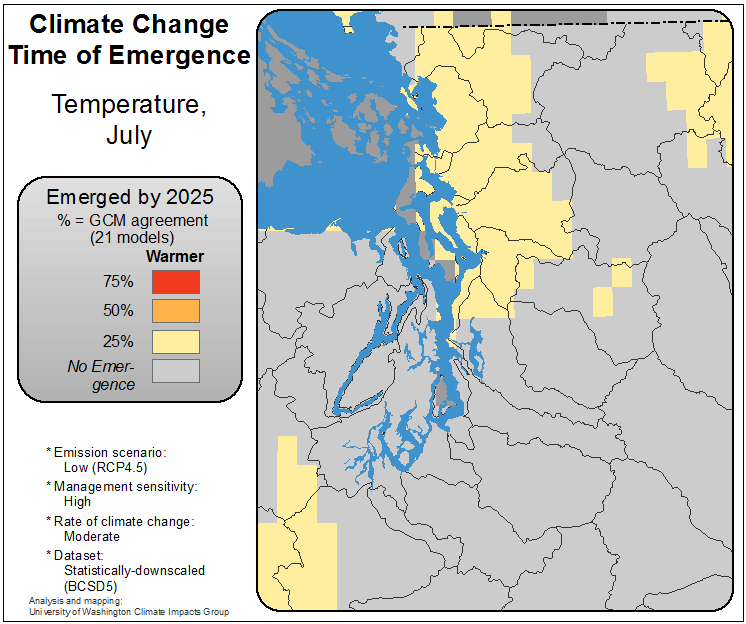 Climate Change
Time of Emergence
Temperature,
July
Emerged by 2025
% = GCM agreement
(21 models)
Warmer
75%
50%
25%
No Emer-
gence
* Emission scenario:
Low (RCP4.5)
* Management sensitivity:
High
* Rate of climate change:
Moderate
* Dataset:
Statistically-downscaled
(BCSD5)
Analysis and mapping:
University of Washington Climate Impacts Group